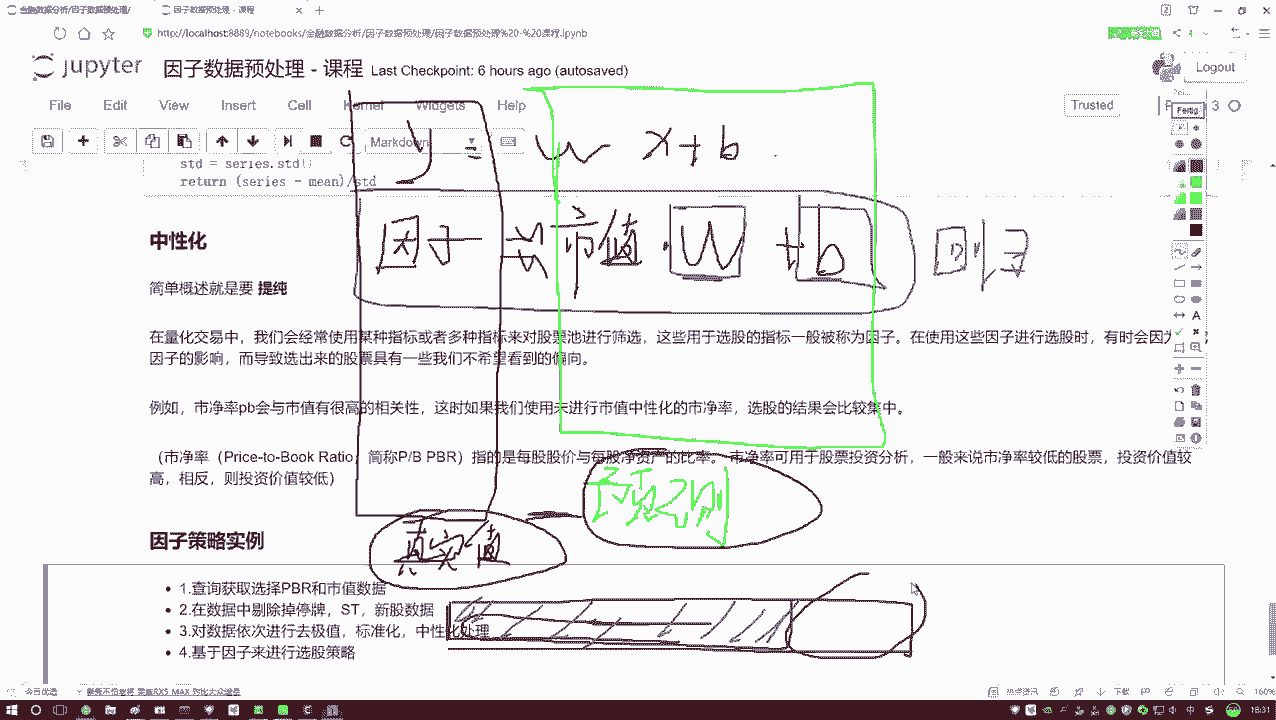 金融数据分析/因子数据预处理/
因子数据预处理 - 课程
http://localhost:8889/notebooks/金融数据分析/因子数据预处理/因子数据预处理%20-%20课程.ipynb
jupyter 因子数据预处理 - 课程 Last Checkpoint: 6 hours ago (autosaved)
Logout
File Edit View Insert Cell Kernel Widgets Help
Trusted
3
Fertig
Markdown
y = w x + b
std = series.std()
return (series - mean)/std
因子 市值 · W + b 回归
中性化
简单概述就是要 提纯
在量化交易中，我们会经常使用某种指标或者多种指标来对股票池进行筛选，这些用于选股的指标一般被称为因子。在使用这些因子进行选股时，有时会因为
因子的影响，而导致选出来的股票具有一些我们不希望看到的偏向。
例如，市净率pb会与市值有很高的相关性，这时如果我们使用未进行市值中性化的市净率，选股的结果会比较集中。
（市净率（Price-to-Book Ratio，简称P/B PBR）指的是每股股价与每股净资产的比率。 市净率可用于股票投资分析，一般来说市净率较低的股票，投资价值较
高，相反，则投资价值较低）
预测
真实值
因子策略实例
1.查询获取选择PBR和市值数据
2.在数据中剔除掉停牌，ST，新股数据
3.对数据依次进行去极值，标准化，中性化处理
4.基于因子来进行选股策略
今日优选
热点资讯
下载
160%
中
18:31